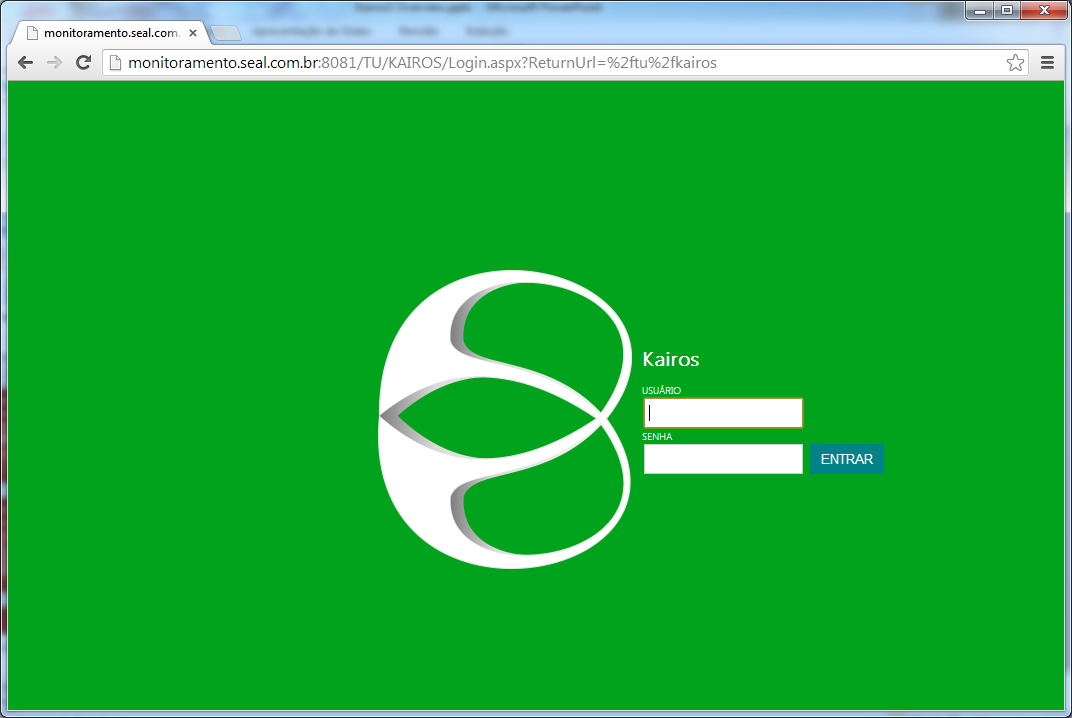 monitoramento.seal.com.
monitoramento.seal.com.br:8081/TU/KAIROS/Login.aspx?ReturnUrl=%2ftu%2fkairos
Kairos
USUÁRIO
SENHA
ENTRAR